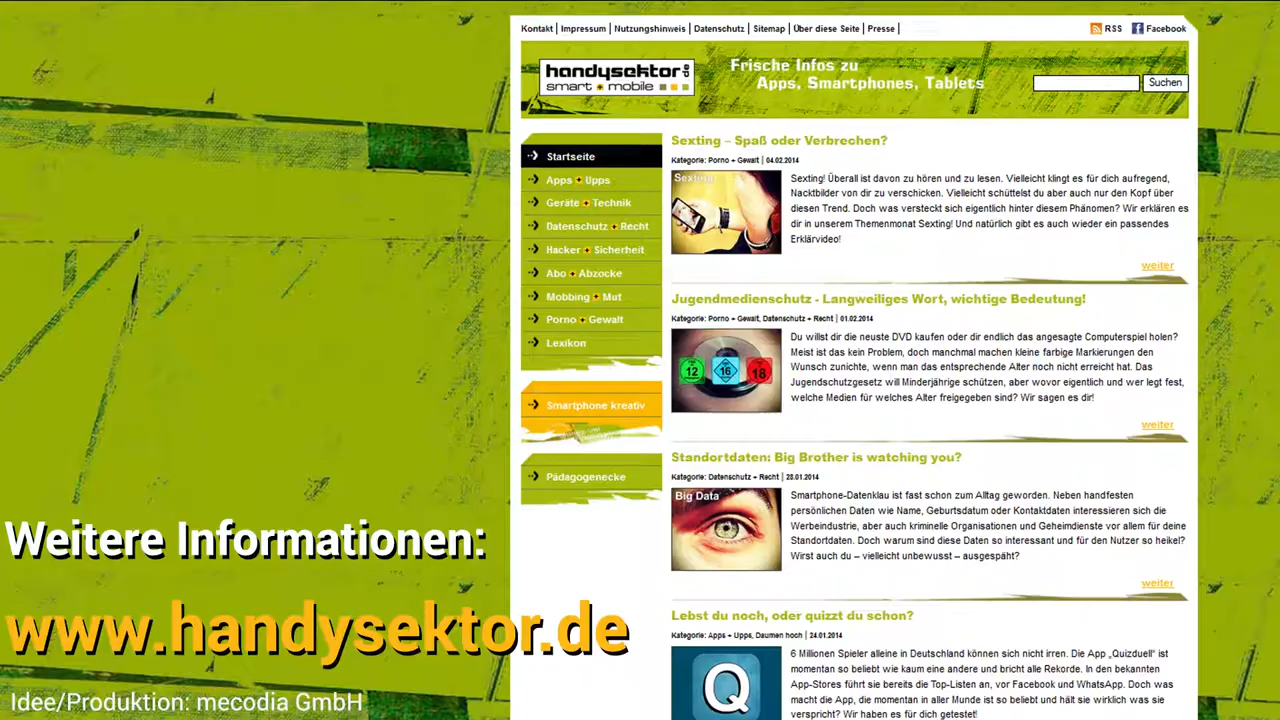 Kontakt | Impressum | Nutzungshinweis | Datenschutz | Sitemap | Über diese Seite | Presse |
RSS Facebook
handysektor.de
smart + mobile
Frische Infos zu
Apps, Smartphones, Tablets
Suchen
Startseite
Apps + Upps
Geräte + Technik
Datenschutz + Recht
Hacker + Sicherheit
Abo + Abzocke
Mobbing + Mut
Porno + Gewalt
Lexikon
Smartphone kreativ
Pädagogenecke
Sexting – Spaß oder Verbrechen?
Kategorie: Porno + Gewalt | 04.02.2014
Sexting
Sexting! Überall ist davon zu hören und zu lesen. Vielleicht klingt es für dich aufregend,
Nacktbilder von dir zu verschicken. Vielleicht schüttelst du aber auch nur den Kopf über
diesen Trend. Doch was versteckt sich eigentlich hinter diesem Phänomen? Wir erklären es
dir in unserem Themenmonat Sexting! Und natürlich gibt es auch wieder ein passendes
Erklärvideo!
weiter
Jugendmedienschutz - Langweiliges Wort, wichtige Bedeutung!
Kategorie: Porno + Gewalt, Datenschutz + Recht | 01.02.2014
12 16 18
Du willst dir die neuste DVD kaufen oder dir endlich das angesagte Computerspiel holen?
Meist ist das kein Problem, doch manchmal machen kleine farbige Markierungen den
Wunsch zunichte, wenn man das entsprechende Alter noch nicht erreicht hat. Das
Jugendschutzgesetz will Minderjährige schützen, aber wovor eigentlich und wer legt fest,
welche Medien für welches Alter freigegeben sind? Wir sagen es dir!
weiter
Standortdaten: Big Brother is watching you?
Kategorie: Datenschutz + Recht | 28.01.2014
Big Data
Smartphone-Datenklau ist fast schon zum Alltag geworden. Neben handfesten
persönlichen Daten wie Name, Geburtsdatum oder Kontaktdaten interessieren sich die
Werbeindustrie, aber auch kriminelle Organisationen und Geheimdienste vor allem für deine
Standortdaten. Doch warum sind diese Daten so interessant und für den Nutzer so heikel?
Wirst auch du – vielleicht unbewusst – ausgespäht?
weiter
Lebst du noch, oder quizzt du schon?
Kategorie: Apps + Upps, Daumen hoch | 24.01.2014
Q
6 Millionen Spieler alleine in Deutschland können sich nicht irren. Die App „Quizduell“ ist
momentan so beliebt wie kaum eine andere und bricht alle Rekorde. In den bekannten
App-Stores führt sie bereits die Top-Listen an, vor Facebook und WhatsApp. Doch was
macht die App, die momentan in aller Munde ist so beliebt und hält sie wirklich was sie
verspricht? Wir haben es für dich getestet!
Weitere Informationen:
www.handysektor.de
Idee/Produktion: mecodia GmbH